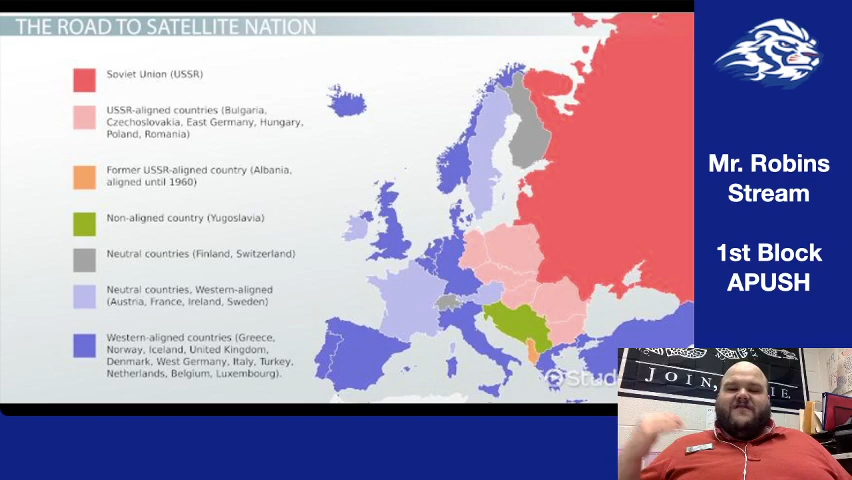 THE ROAD TO SATELLITE NATION
Soviet Union (USSR)
USSR-aligned countries (Bulgaria,
Czechoslovakia, East Germany, Hungary,
Poland, Romania)
Former USSR-aligned country (Albania,
aligned until 1960)
Non-aligned country (Yugoslavia)
Neutral countries (Finland, Switzerland)
Neutral countries, Western-aligned
(Austria, France, Ireland, Sweden)
Western-aligned countries (Greece,
Norway, Iceland, United Kingdom,
Denmark, West Germany, Italy, Turkey,
Netherlands, Belgium, Luxembourg).
Mr. Robins
Stream
1st Block
APUSH
Stud
JOIN,